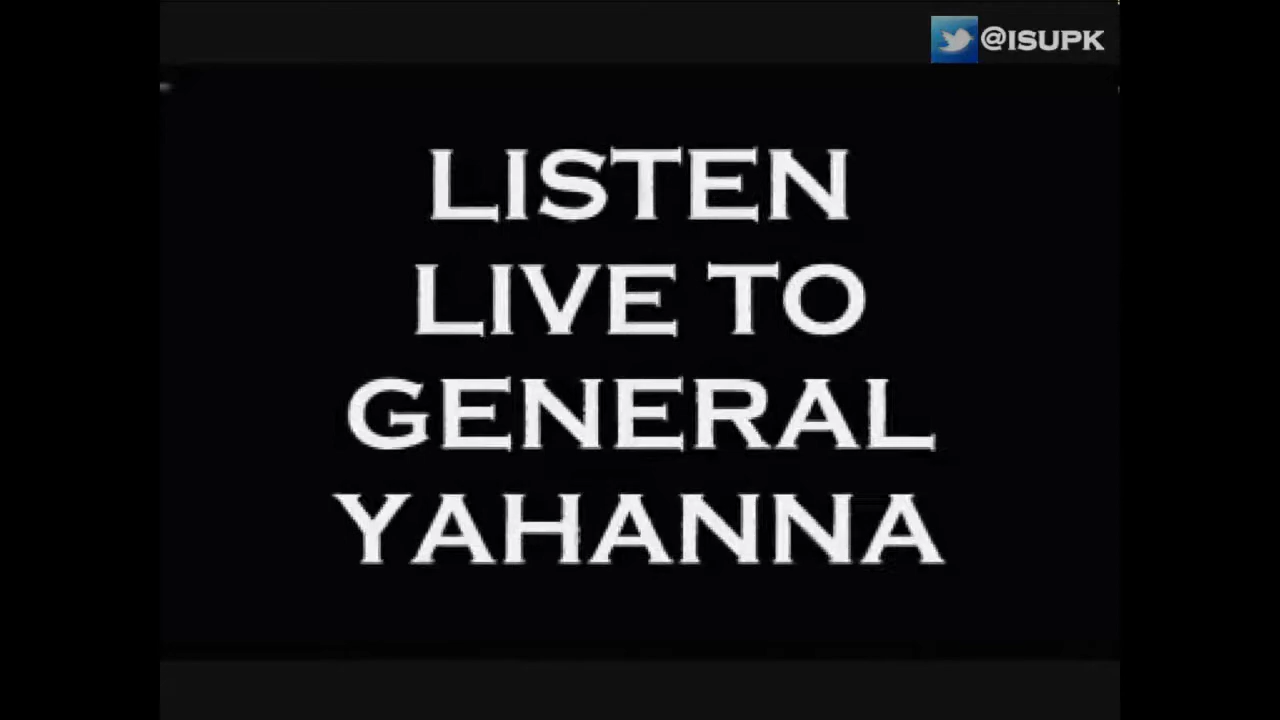 @ISUPK
LISTEN
LIVE TO
GENERAL
YAHANNA